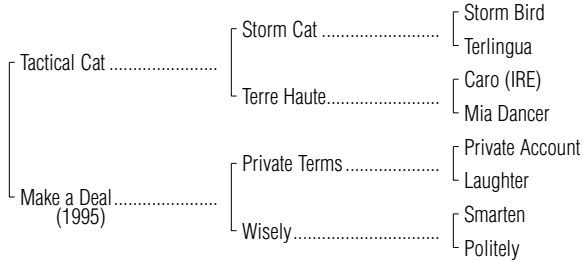 Storm Bird
Storm Cat ........................
Terlingua
Tactical Cat ......................
Caro (IRE)
Terre Haute.......................
Mia Dancer
Private Account
Private Terms ...................
Laughter
Make a Deal.....................
(1995)
Smarten
Wisely..............................
Politely